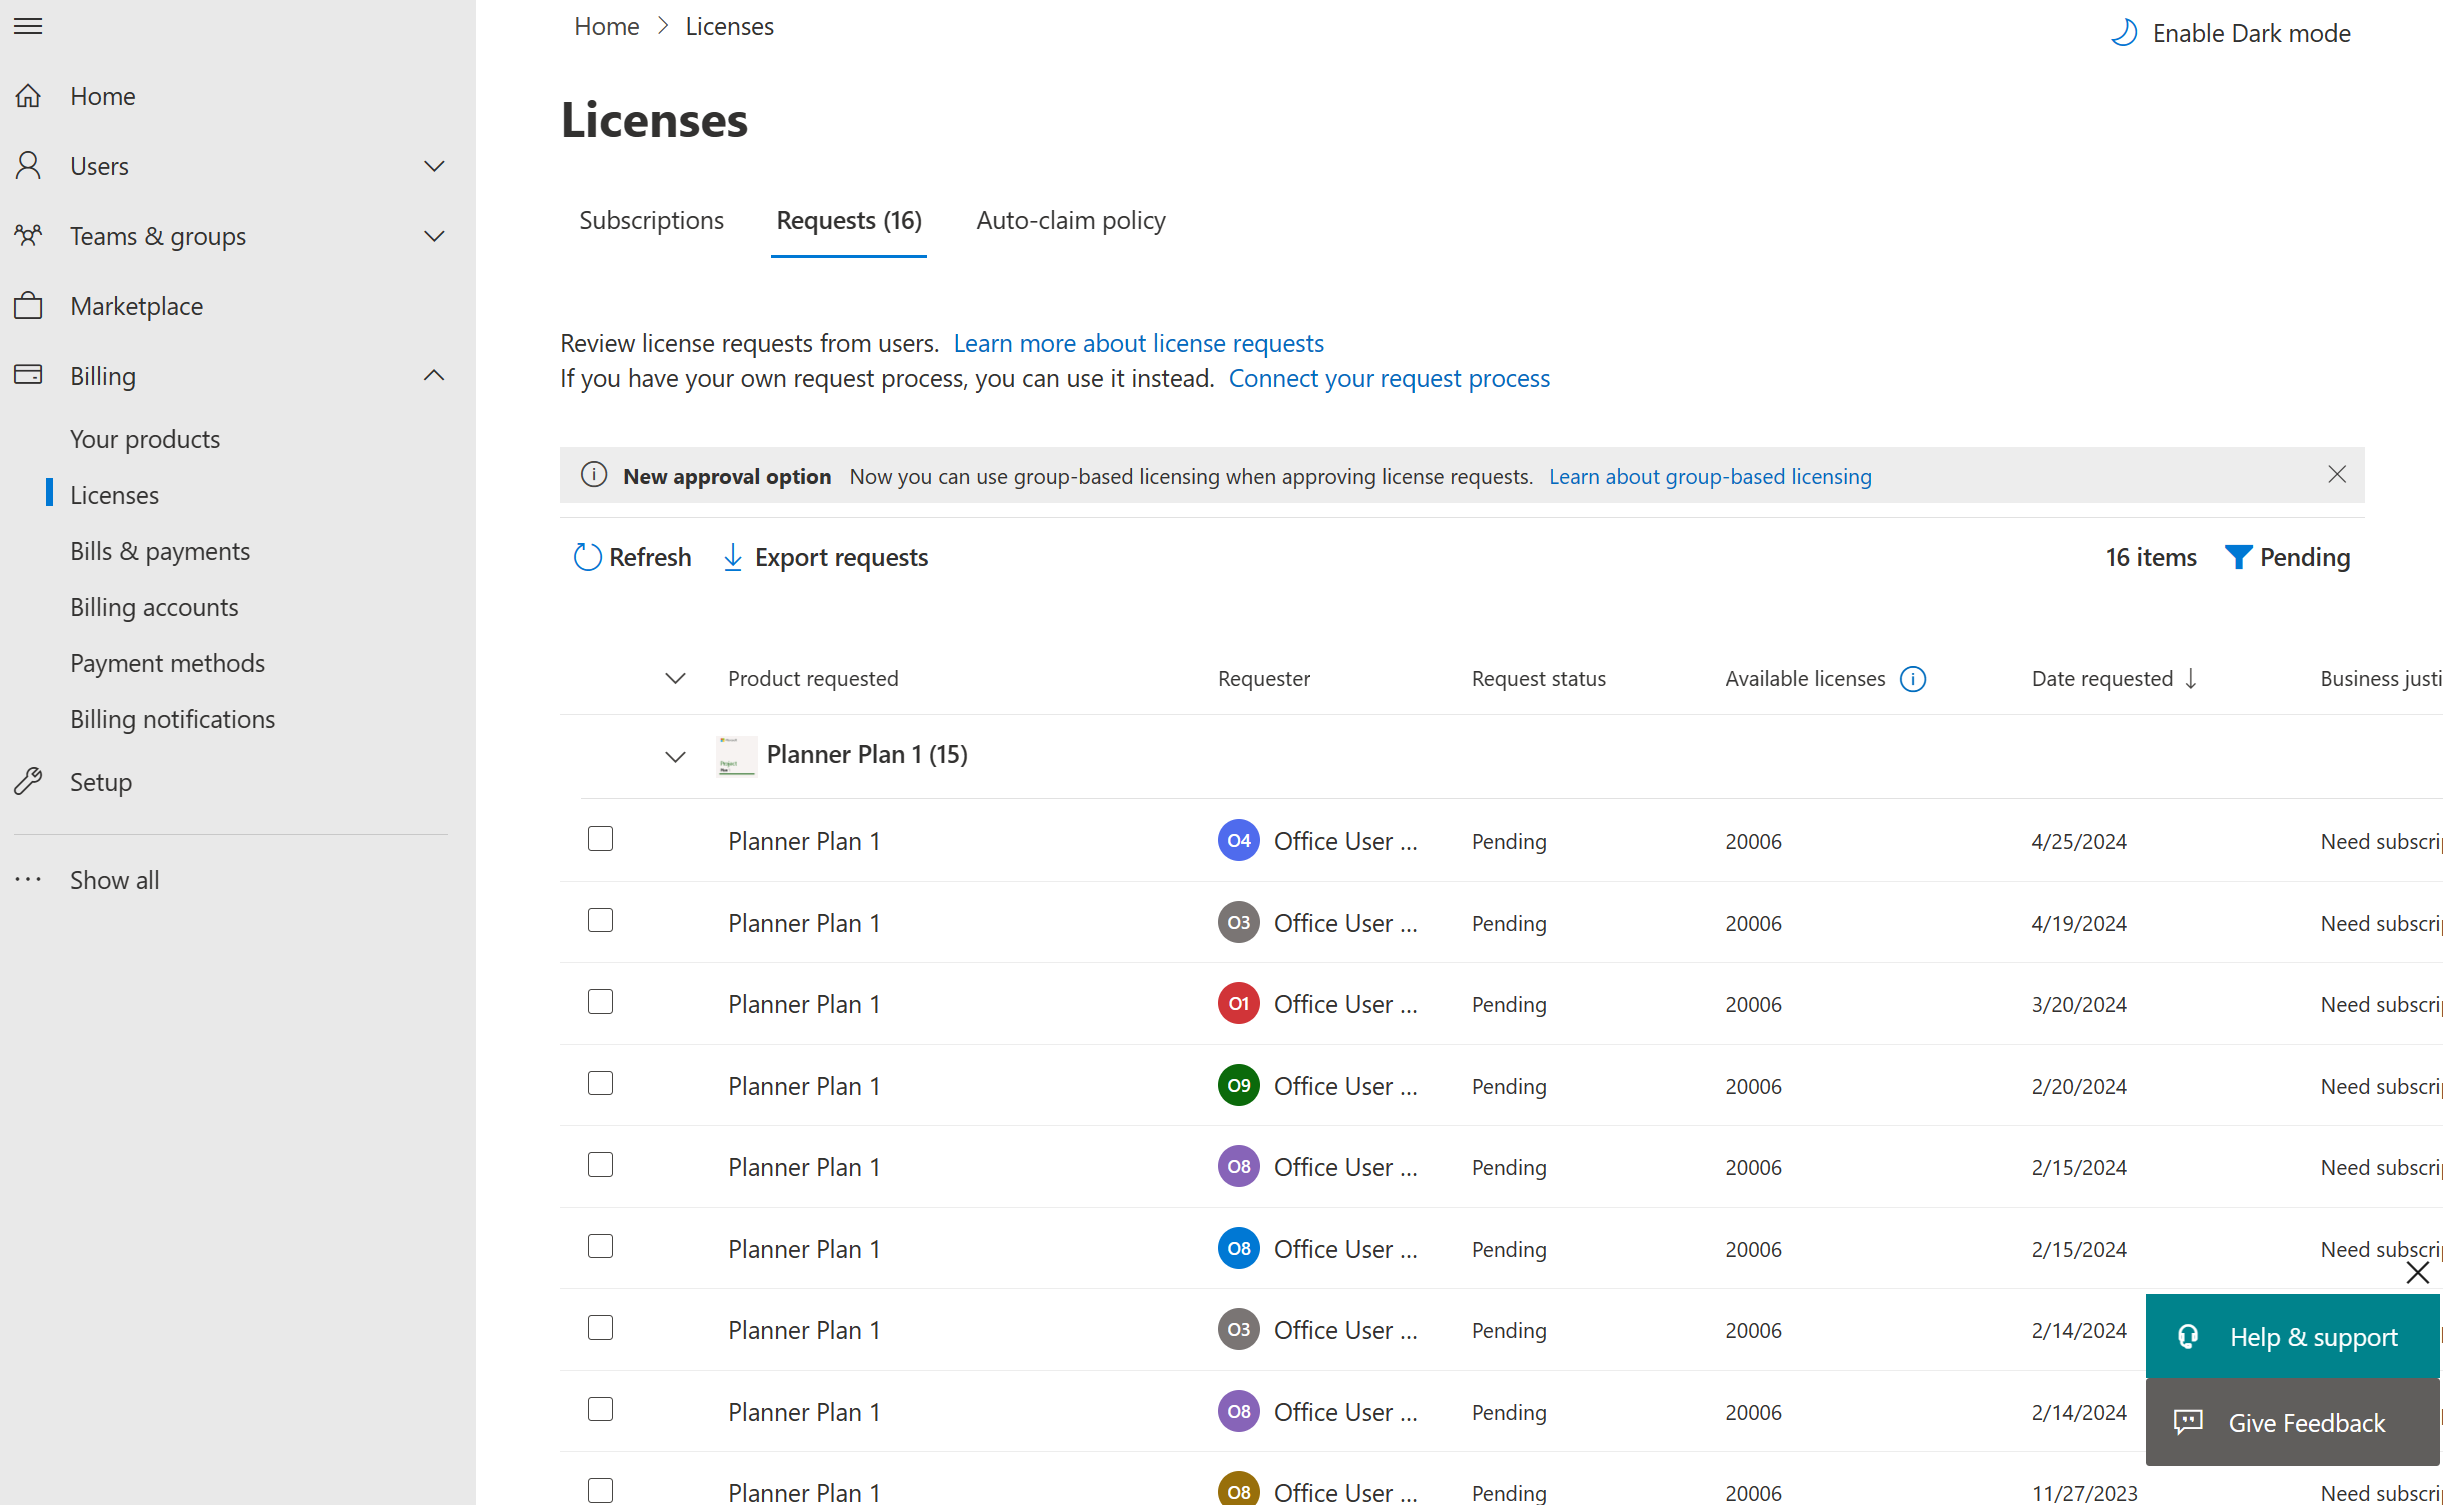 Home > Licenses
Enable Dark mode
Home
Users
Teams & groups
Marketplace
Billing
Your products
Licenses
Bills & payments
Billing accounts
Payment methods
Billing notifications
Setup
Show all
Licenses
Subscriptions Requests (16) Auto-claim policy
Review license requests from users. Learn more about license requests
If you have your own request process, you can use it instead. Connect your request process
New approval option Now you can use group-based licensing when approving license requests. Learn about group-based licensing
Refresh Export requests 16 items Pending
Product requested Requester Request status Available licenses Date requested Business justi
Planner Plan 1 (15)
Planner Plan 1 O4 Office User ... Pending 20006 4/25/2024 Need subscrip
Planner Plan 1 O3 Office User ... Pending 20006 4/19/2024 Need subscrip
Planner Plan 1 O1 Office User ... Pending 20006 3/20/2024 Need subscrip
Planner Plan 1 O9 Office User ... Pending 20006 2/20/2024 Need subscrip
Planner Plan 1 O8 Office User ... Pending 20006 2/15/2024 Need subscrip
Planner Plan 1 O8 Office User ... Pending 20006 2/15/2024 Need subscrip
Planner Plan 1 O3 Office User ... Pending 20006 2/14/2024
Planner Plan 1 O8 Office User ... Pending 20006 2/14/2024
Planner Plan 1 O8 Office User ... Pending 20006 11/27/2023 Need subscrip
Help & support
Give Feedback